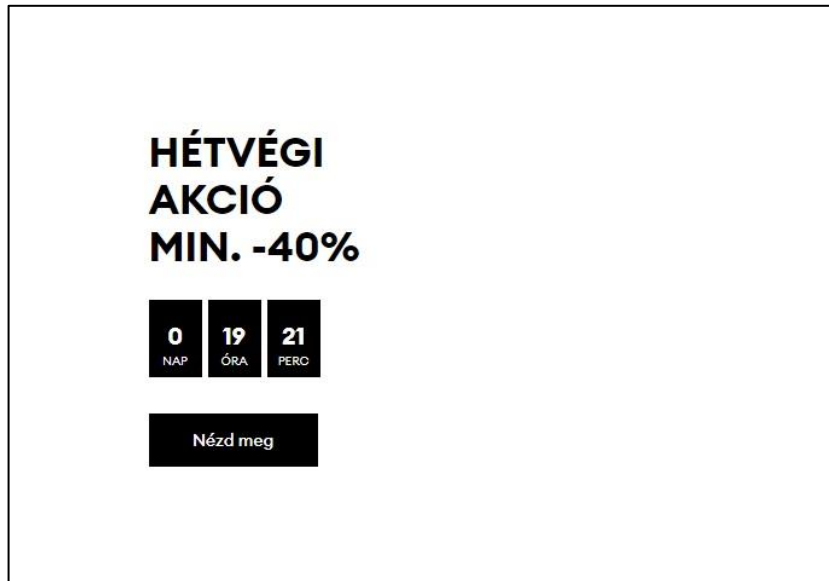 HÉTVÉGI
AKCIÓ
MIN. -40%
0 19 21
NAP ÓRA PERC
Nézd meg